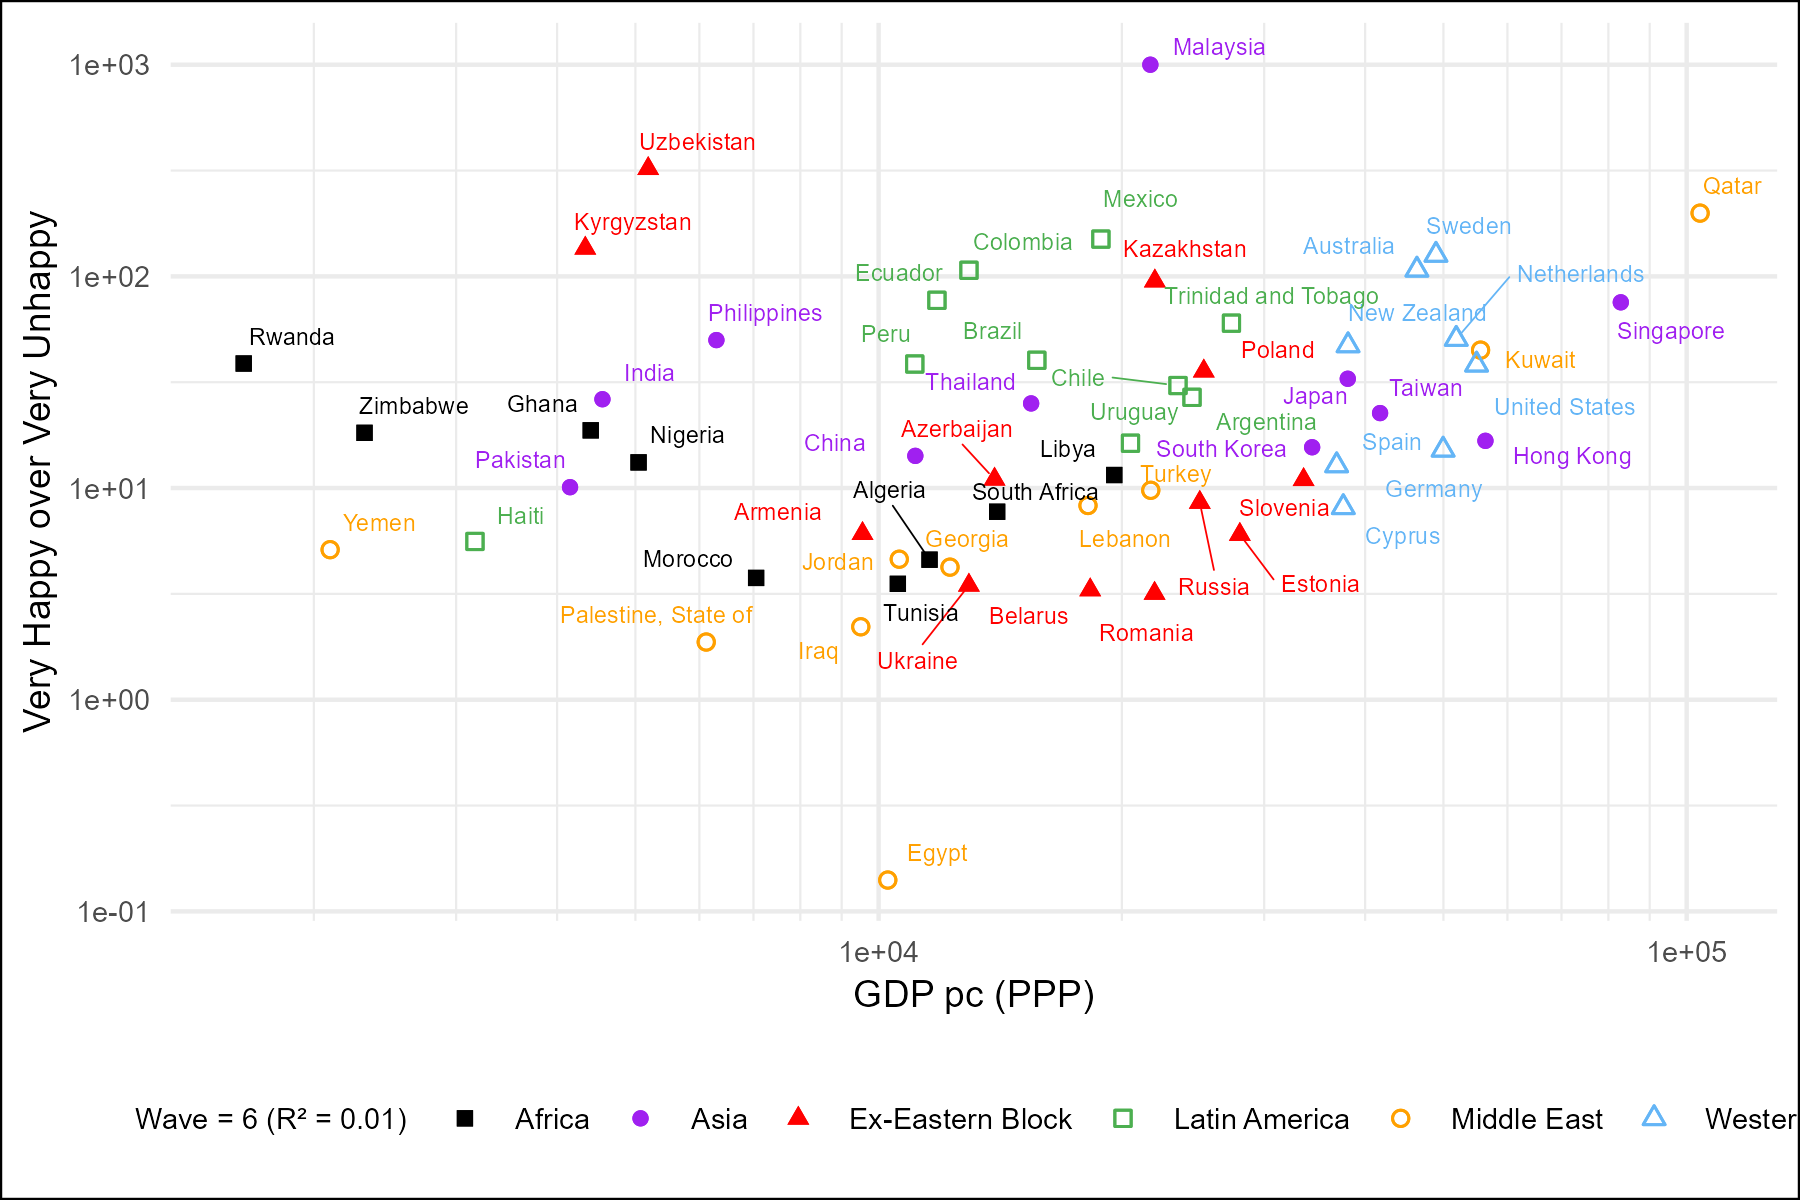 Malaysia
1e+03
Uzbekistan
Qatar
Mexico
Kyrgyzstan
Sweden
Colombia
Australia
Kazakhstan
Ecuador
Netherlands
1e+02
Trinidad and Tobago
Philippines
New Zealand
Rwanda
Peru
Brazil
Singapore
Poland
Kuwait
India
Chile
Thailand
Taiwan
Japan
Zimbabwe
Ghana
United States
Uruguay
Argentina
Azerbaijan
Nigeria
China
Libya
South Korea
Spain
Hong Kong
Pakistan
Turkey
1e+01
Algeria
South Africa
Germany
Haiti
Yemen
Armenia
Slovenia
Georgia
Lebanon
Cyprus
Morocco
Jordan
Russia
Estonia
Palestine, State of
Tunisia
Belarus
Romania
Iraq
Ukraine
1e+00
Egypt
1e-01
Very Happy over Very Unhappy
1e+04
1e+05
GDP pc (PPP)
Wave = 6 (R² = 0.01)
Africa
Asia
Ex-Eastern Block
Latin America
Middle East
Wester